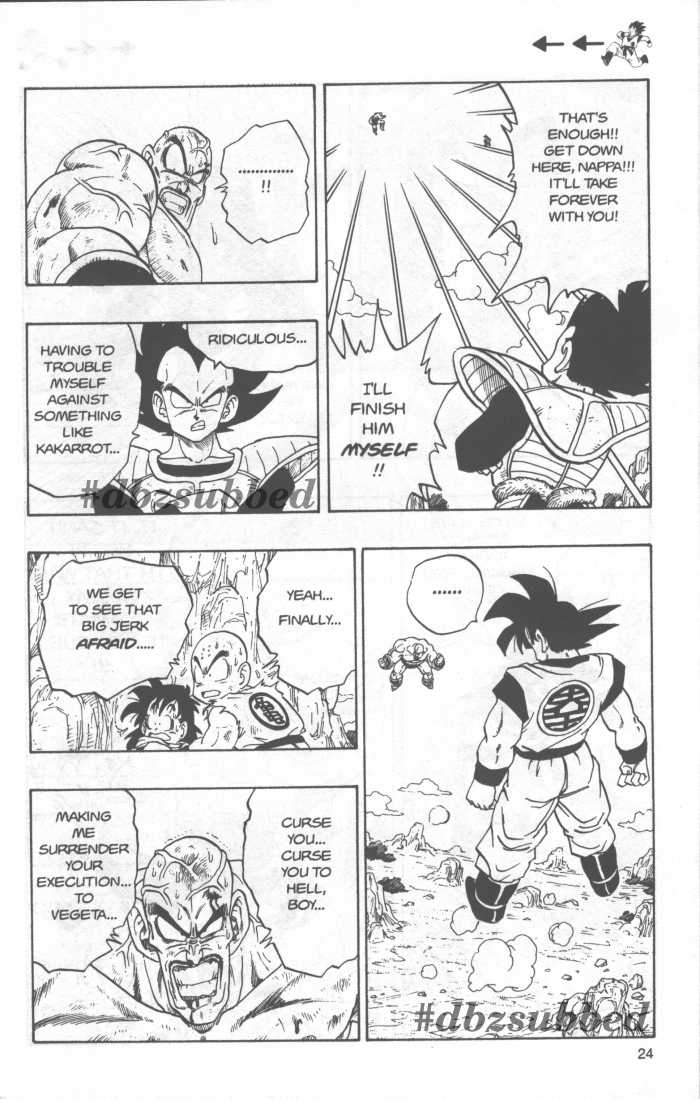 THAT'S
ENOUGH!!
GET DOWN
HERE, NAPPA!!!
IT'LL TAKE
FOREVER
WITH YOU!
I'LL
FINISH
HIM
MYSELF
!!
..............
!!
RIDICULOUS...
HAVING TO
TROUBLE
MYSELF
AGAINST
SOMETHING
LIKE
KAKARROT...
#dbzsubbed
......
YEAH...
FINALLY...
WE GET
TO SEE THAT
BIG JERK
AFRAID.....
CURSE
YOU...
CURSE
YOU TO
HELL,
BOY...
MAKING
ME
SURRENDER
YOUR
EXECUTION...
TO
VEGETA...
#dbzsubbed
24